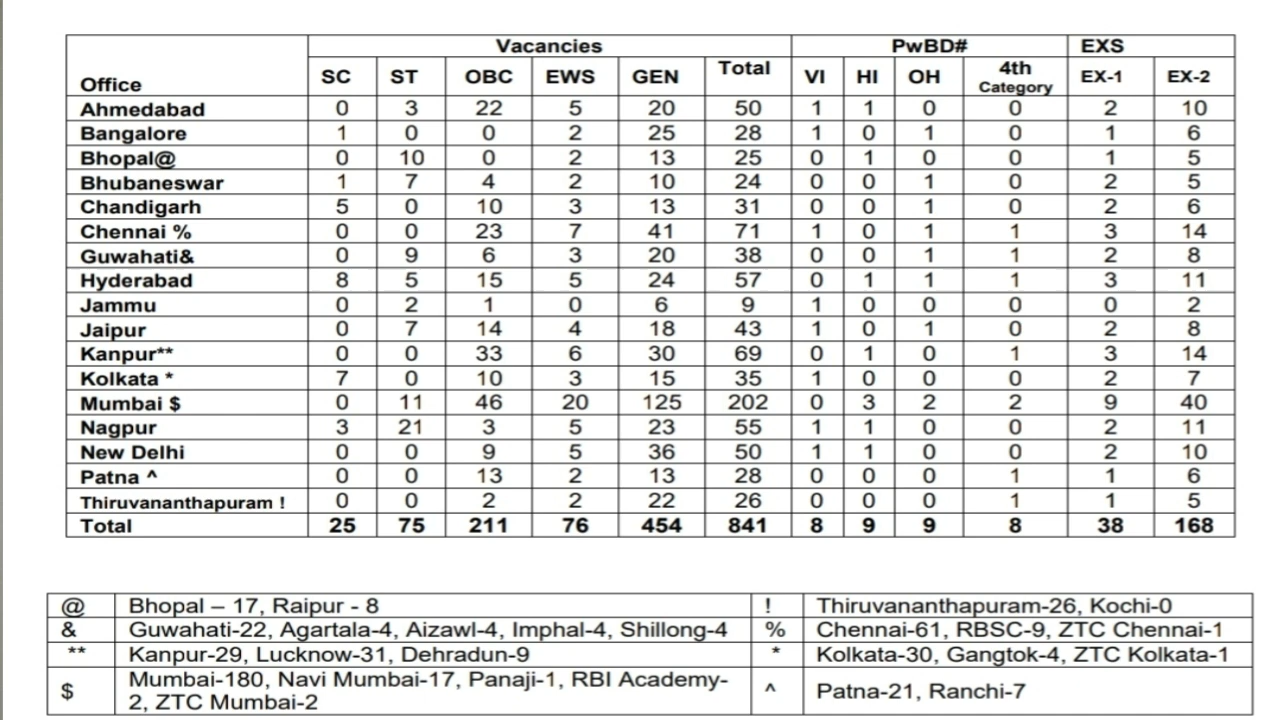 Vacancies PwBD# EXS
Office SC ST OBC EWS GEN Total VI HI OH 4th Category EX-1 EX-2
Ahmedabad 0 3 22 5 20 50 1 1 0 0 2 10
Bangalore 1 0 0 2 25 28 1 0 1 0 1 6
Bhopal@ 0 10 0 2 13 25 0 1 0 0 1 5
Bhubaneswar 1 7 4 2 10 24 0 0 1 0 2 5
Chandigarh 5 0 10 3 13 31 0 0 1 0 2 6
Chennai % 0 0 23 7 41 71 1 0 1 1 3 14
Guwahati& 0 9 6 3 20 38 0 0 1 1 2 8
Hyderabad 8 5 15 5 24 57 0 1 1 1 3 11
Jammu 0 2 1 0 6 9 1 0 0 0 0 2
Jaipur 0 7 14 4 18 43 1 0 1 0 2 8
Kanpur** 0 0 33 6 30 69 0 1 0 1 3 14
Kolkata * 7 0 10 3 15 35 1 0 0 0 2 7
Mumbai $ 0 11 46 20 125 202 0 3 2 2 9 40
Nagpur 3 21 3 5 23 55 1 1 0 0 2 11
New Delhi 0 0 9 5 36 50 1 1 0 0 2 10
Patna ^ 0 0 13 2 13 28 0 0 0 1 1 6
Thiruvananthapuram ! 0 0 2 2 22 26 0 0 0 1 1 5
Total 25 75 211 76 454 841 8 9 9 8 38 168
@ Bhopal – 17, Raipur - 8 ! Thiruvananthapuram-26, Kochi-0
& Guwahati-22, Agartala-4, Aizawl-4, Imphal-4, Shillong-4 % Chennai-61, RBSC-9, ZTC Chennai-1
** Kanpur-29, Lucknow-31, Dehradun-9 * Kolkata-30, Gangtok-4, ZTC Kolkata-1
$ Mumbai-180, Navi Mumbai-17, Panaji-1, RBI Academy-
2, ZTC Mumbai-2 ^ Patna-21, Ranchi-7